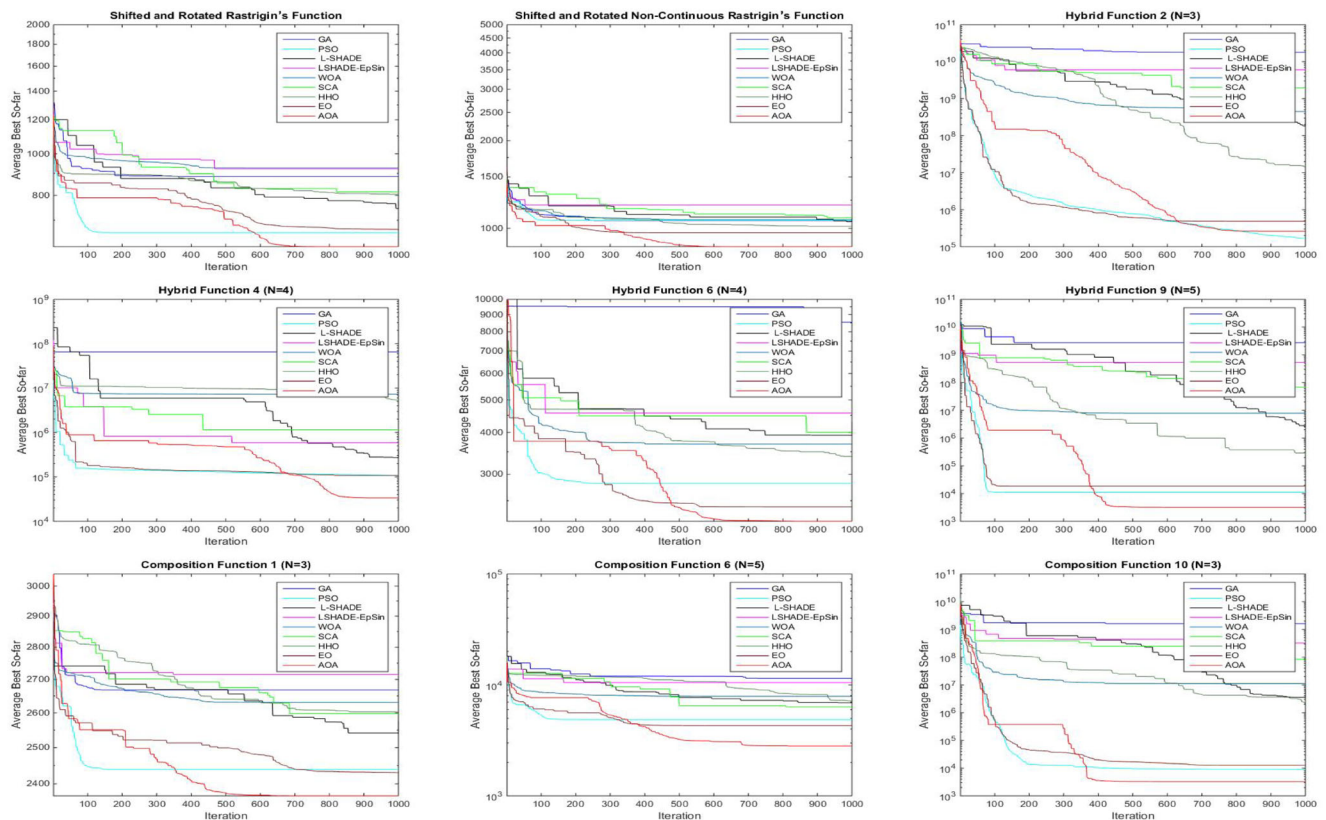 Shifted and Rotated Rastrigin's Function
Average Best So-far
2000
1800
1600
1400
1200
1000
800
GA
PSO
L-SHADE
LSHADE-EpSin
WOA
SCA
HHO
EO
AOA
100 200 300 400 500 600 700 800 900 1000
Iteration
Shifted and Rotated Non-Continuous Rastrigin's Function
Average Best So-far
5000
4500
4000
3500
3000
2500
2000
1500
1000
GA
PSO
L-SHADE
LSHADE-EpSin
WOA
SCA
HHO
EO
AOA
0 100 200 300 400 500 600 700 800 900 1000
Iteration
Hybrid Function 2 (N=3)
Average Best So-far
10^11
10^10
10^9
10^8
10^7
10^6
10^5
GA
PSO
L-SHADE
LSHADE-EpSin
WOA
SCA
HHO
EO
AOA
0 100 200 300 400 500 600 700 800 900 1000
Iteration
Hybrid Function 4 (N=4)
Average Best So-far
10^9
10^8
10^7
10^6
10^5
10^4
GA
PSO
L-SHADE
LSHADE-EpSin
WOA
SCA
HHO
EO
AOA
100 200 300 400 500 600 700 800 900 1000
Iteration
Hybrid Function 6 (N=4)
Average Best So-far
10000
9000
8000
7000
6000
5000
4000
3000
GA
PSO
L-SHADE
LSHADE-EpSin
WOA
SCA
HHO
EO
AOA
0 100 200 300 400 500 600 700 800 900 1000
Iteration
Hybrid Function 9 (N=5)
Average Best So-far
10^11
10^10
10^9
10^8
10^7
10^6
10^5
10^4
10^3
GA
PSO
L-SHADE
LSHADE-EpSin
WOA
SCA
HHO
EO
AOA
0 100 200 300 400 500 600 700 800 900 1000
Iteration
Composition Function 1 (N=3)
Average Best So-far
3000
2900
2800
2700
2600
2500
2400
GA
PSO
L-SHADE
LSHADE-EpSin
WOA
SCA
HHO
EO
AOA
100 200 300 400 500 600 700 800 900 1000
Iteration
Composition Function 6 (N=5)
Average Best So-far
10^5
10^4
10^3
GA
PSO
L-SHADE
LSHADE-EpSin
WOA
SCA
HHO
EO
AOA
0 100 200 300 400 500 600 700 800 900 1000
Iteration
Composition Function 10 (N=3)
Average Best So-far
10^11
10^10
10^9
10^8
10^7
10^6
10^5
10^4
10^3
GA
PSO
L-SHADE
LSHADE-EpSin
WOA
SCA
HHO
EO
AOA
0 100 200 300 400 500 600 700 800 900 1000
Iteration